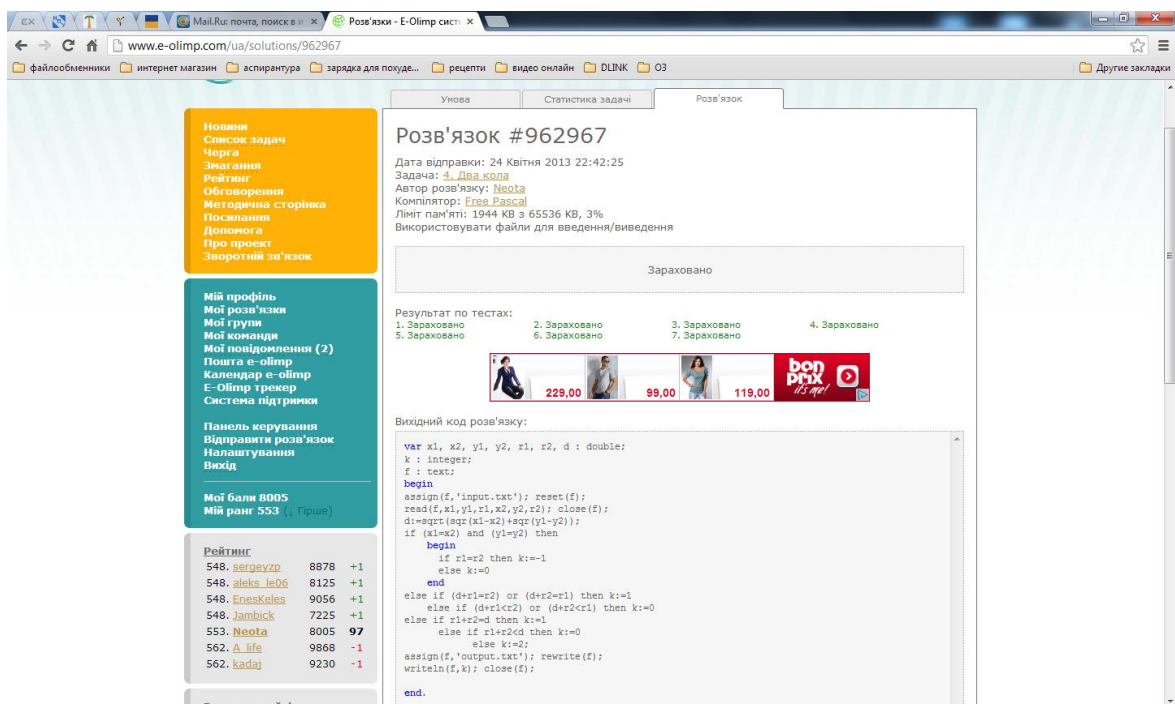 Mail.Ru: почта, поиск в и
Розв'язки - E-Olimp систе
www.e-olimp.com/ua/solutions/962967
файлообменники интернет магазин аспирантура зарядка для похуде... рецепти видео онлайн DLINK ОЗ Другие закладки
Умова Статистика задачі Розв'язок
Новини
Список задач
Черга
Змагання
Рейтинг
Обговорення
Методична сторінка
Посилання
Допомога
Про проект
Зворотній зв'язок
Мій профіль
Мої розв'язки
Мої групи
Мої команди
Мої повідомлення (2)
Пошта e-olimp
Календар e-olimp
E-Olimp трекер
Система підтримки
Панель керування
Відправити розв'язок
Налаштування
Вихід
Мої бали 8005
Мій ранг 553 (↓ Гірше)
Рейтинг
548. sergeyzp 8878 +1
548. aleks_le06 8125 +1
548. EnesKeles 9056 +1
548. Jambick 7225 +1
553. Neota 8005 97
562. A_life 9868 -1
562. kadaj 9230 -1
Розв'язок #962967
Дата відправки: 24 Квітня 2013 22:42:25
Задача: 4. Два кола
Автор розв'язку: Neota
Компілятор: Free Pascal
Ліміт пам'яті: 1944 KB з 65536 KB, 3%
Використовувати файли для введення/виведення
Зараховано
Результат по тестах:
1. Зараховано 2. Зараховано 3. Зараховано 4. Зараховано
5. Зараховано 6. Зараховано 7. Зараховано
229,00 99,00 119,00 bon prix it's me!
Вихідний код розв'язку:
var x1, x2, y1, y2, r1, r2, d : double;
k : integer;
f : text;
begin
assign(f,'input.txt'); reset(f);
read(f,x1,y1,r1,x2,y2,r2); close(f);
d:=sqrt(sqr(x1-x2)+sqr(y1-y2));
if (x1=x2) and (y1=y2) then
begin
if r1=r2 then k:=-1
else k:=0
end
else if (d+r1=r2) or (d+r2=r1) then k:=1
else if (d+r1<r2) or (d+r2<r1) then k:=0
else if r1+r2=d then k:=1
else if r1+r2<d then k:=0
else k:=2;
assign(f,'output.txt'); rewrite(f);
writeln(f,k); close(f);
end.